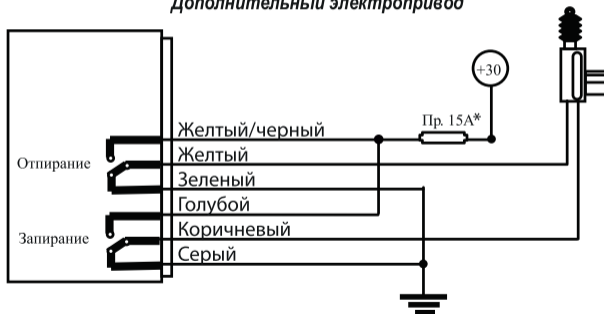 Дополнительный электропривод
+30
Пр. 15А*
Желтый/черный
Отпирание
Желтый
Зеленый
Голубой
Запирание
Коричневый
Серый